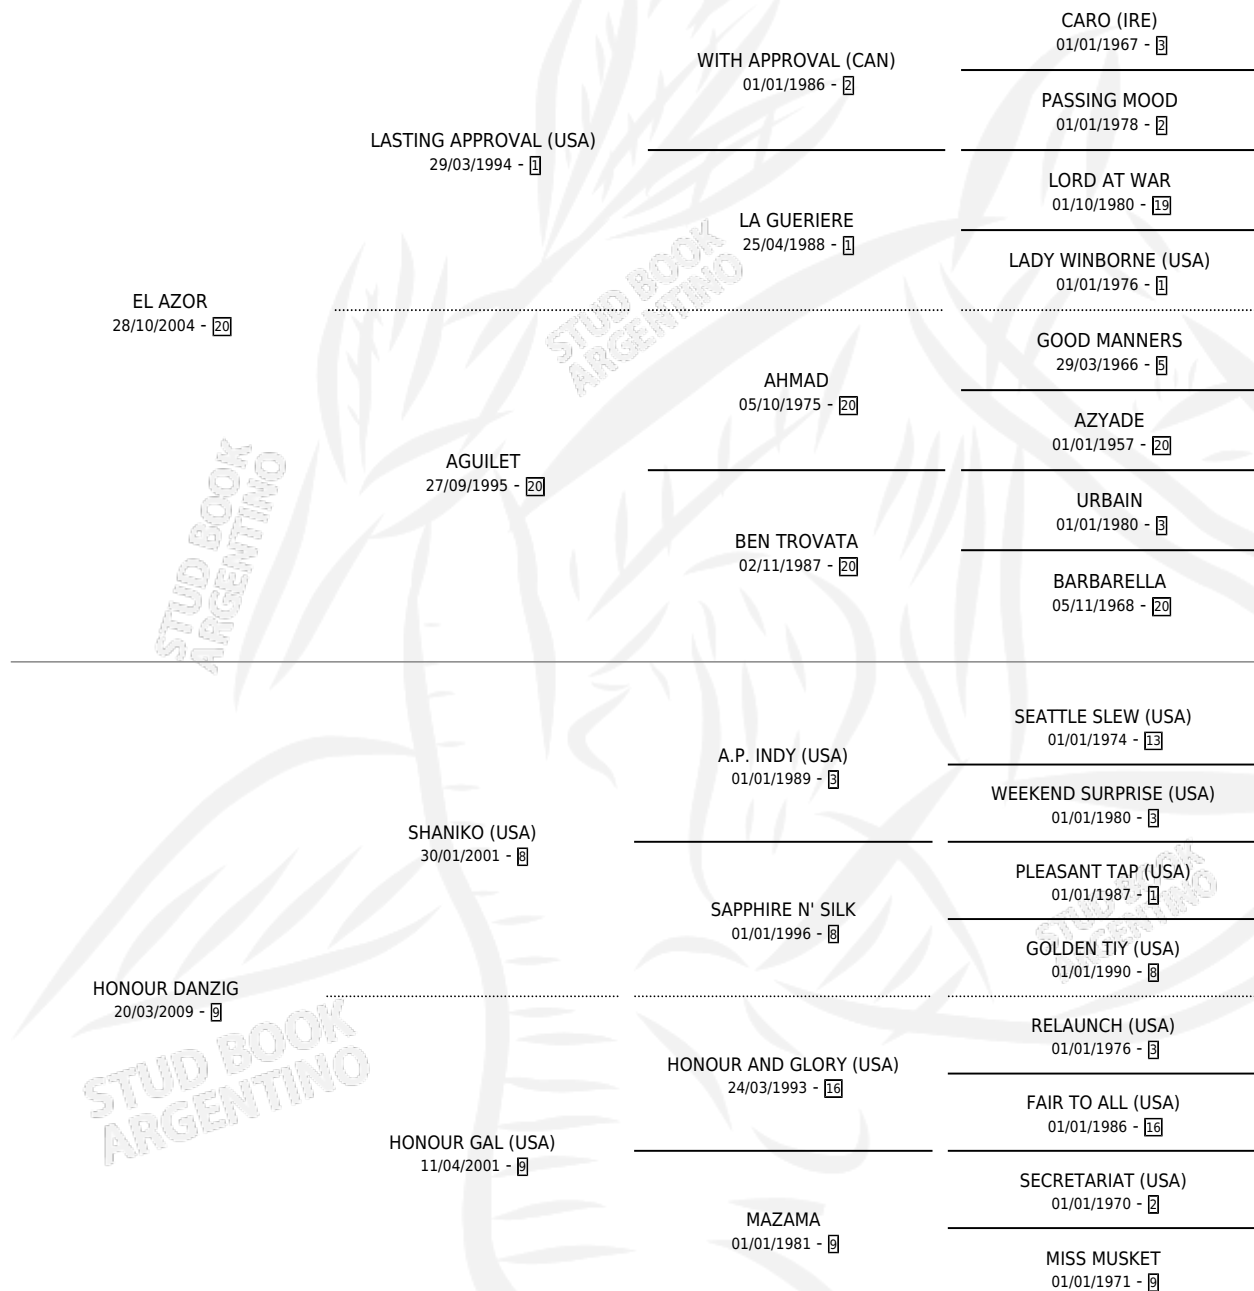 CARO (IRE)
01/01/1967 - 3
WITH APPROVAL (CAN)
01/01/1986 - 2
PASSING MOOD
01/01/1978 - 2
LASTING APPROVAL (USA)
29/03/1994 - 1
LORD AT WAR
01/10/1980 - 19
LA GUERIERE
25/04/1988 - 1
LADY WINBORNE (USA)
01/01/1976 - 1
EL AZOR
28/10/2004 - 20
GOOD MANNERS
29/03/1966 - 5
AHMAD
05/10/1975 - 20
AZYADE
01/01/1957 - 20
AGUILET
27/09/1995 - 20
URBAIN
01/01/1980 - 3
BEN TROVATA
02/11/1987 - 20
BARBARELLA
05/11/1968 - 20
SEATTLE SLEW (USA)
01/01/1974 - 13
A.P. INDY (USA)
01/01/1989 - 3
WEEKEND SURPRISE (USA)
01/01/1980 - 3
SHANIKO (USA)
30/01/2001 - 8
PLEASANT TAP (USA)
01/01/1987 - 1
SAPPHIRE N' SILK
01/01/1996 - 8
GOLDEN TIY (USA)
01/01/1990 - 8
HONOUR DANZIG
20/03/2009 - 9
RELAUNCH (USA)
01/01/1976 - 3
HONOUR AND GLORY (USA)
24/03/1993 - 16
FAIR TO ALL (USA)
01/01/1986 - 16
HONOUR GAL (USA)
11/04/2001 - 9
SECRETARIAT (USA)
01/01/1970 - 2
MAZAMA
01/01/1981 - 9
MISS MUSKET
01/01/1971 - 9
STUD BOOK
ARGENTINO
STUD BOOK
ARGENTINO
STUD BOOK
ARGENTINO
STUD BOOK
ARGENTINO